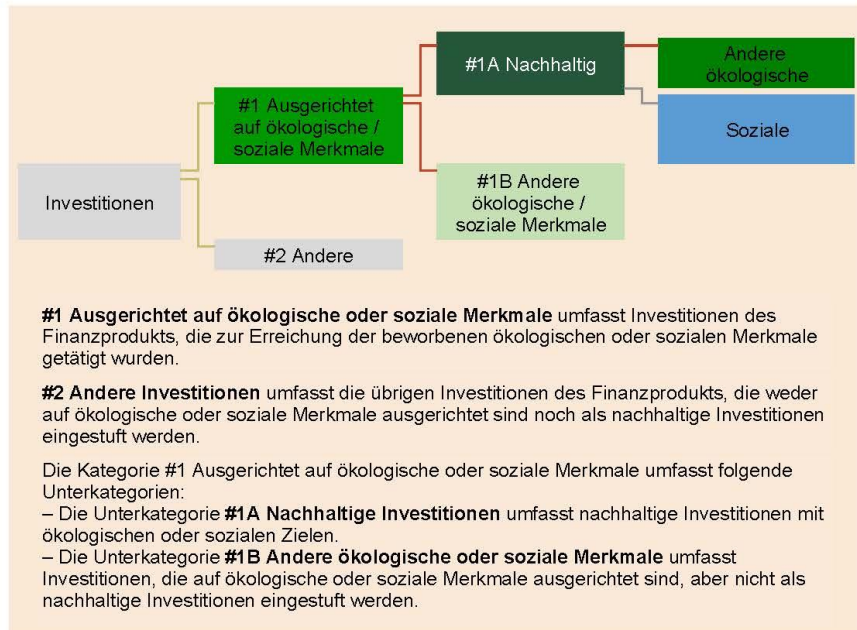 #1A Nachhaltig
Andere
ökologische
#1 Ausgerichtet
auf ökologische /
soziale Merkmale
Soziale
Investitionen
#1B Andere
ökologische /
soziale Merkmale
#2 Andere
#1 Ausgerichtet auf ökologische oder soziale Merkmale umfasst Investitionen des
Finanzprodukts, die zur Erreichung der beworbenen ökologischen oder sozialen Merkmale
getätigt wurden.
#2 Andere Investitionen umfasst die übrigen Investitionen des Finanzprodukts, die weder
auf ökologische oder soziale Merkmale ausgerichtet sind noch als nachhaltige Investitionen
eingestuft werden.
Die Kategorie #1 Ausgerichtet auf ökologische oder soziale Merkmale umfasst folgende
Unterkategorien:
– Die Unterkategorie #1A Nachhaltige Investitionen umfasst nachhaltige Investitionen mit
ökologischen oder sozialen Zielen.
– Die Unterkategorie #1B Andere ökologische oder soziale Merkmale umfasst
Investitionen, die auf ökologische oder soziale Merkmale ausgerichtet sind, aber nicht als
nachhaltige Investitionen eingestuft werden.